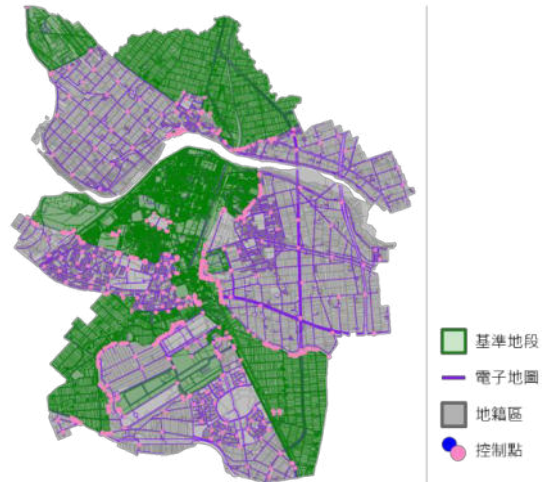 基準地段
電子地圖
地籍區
控制點